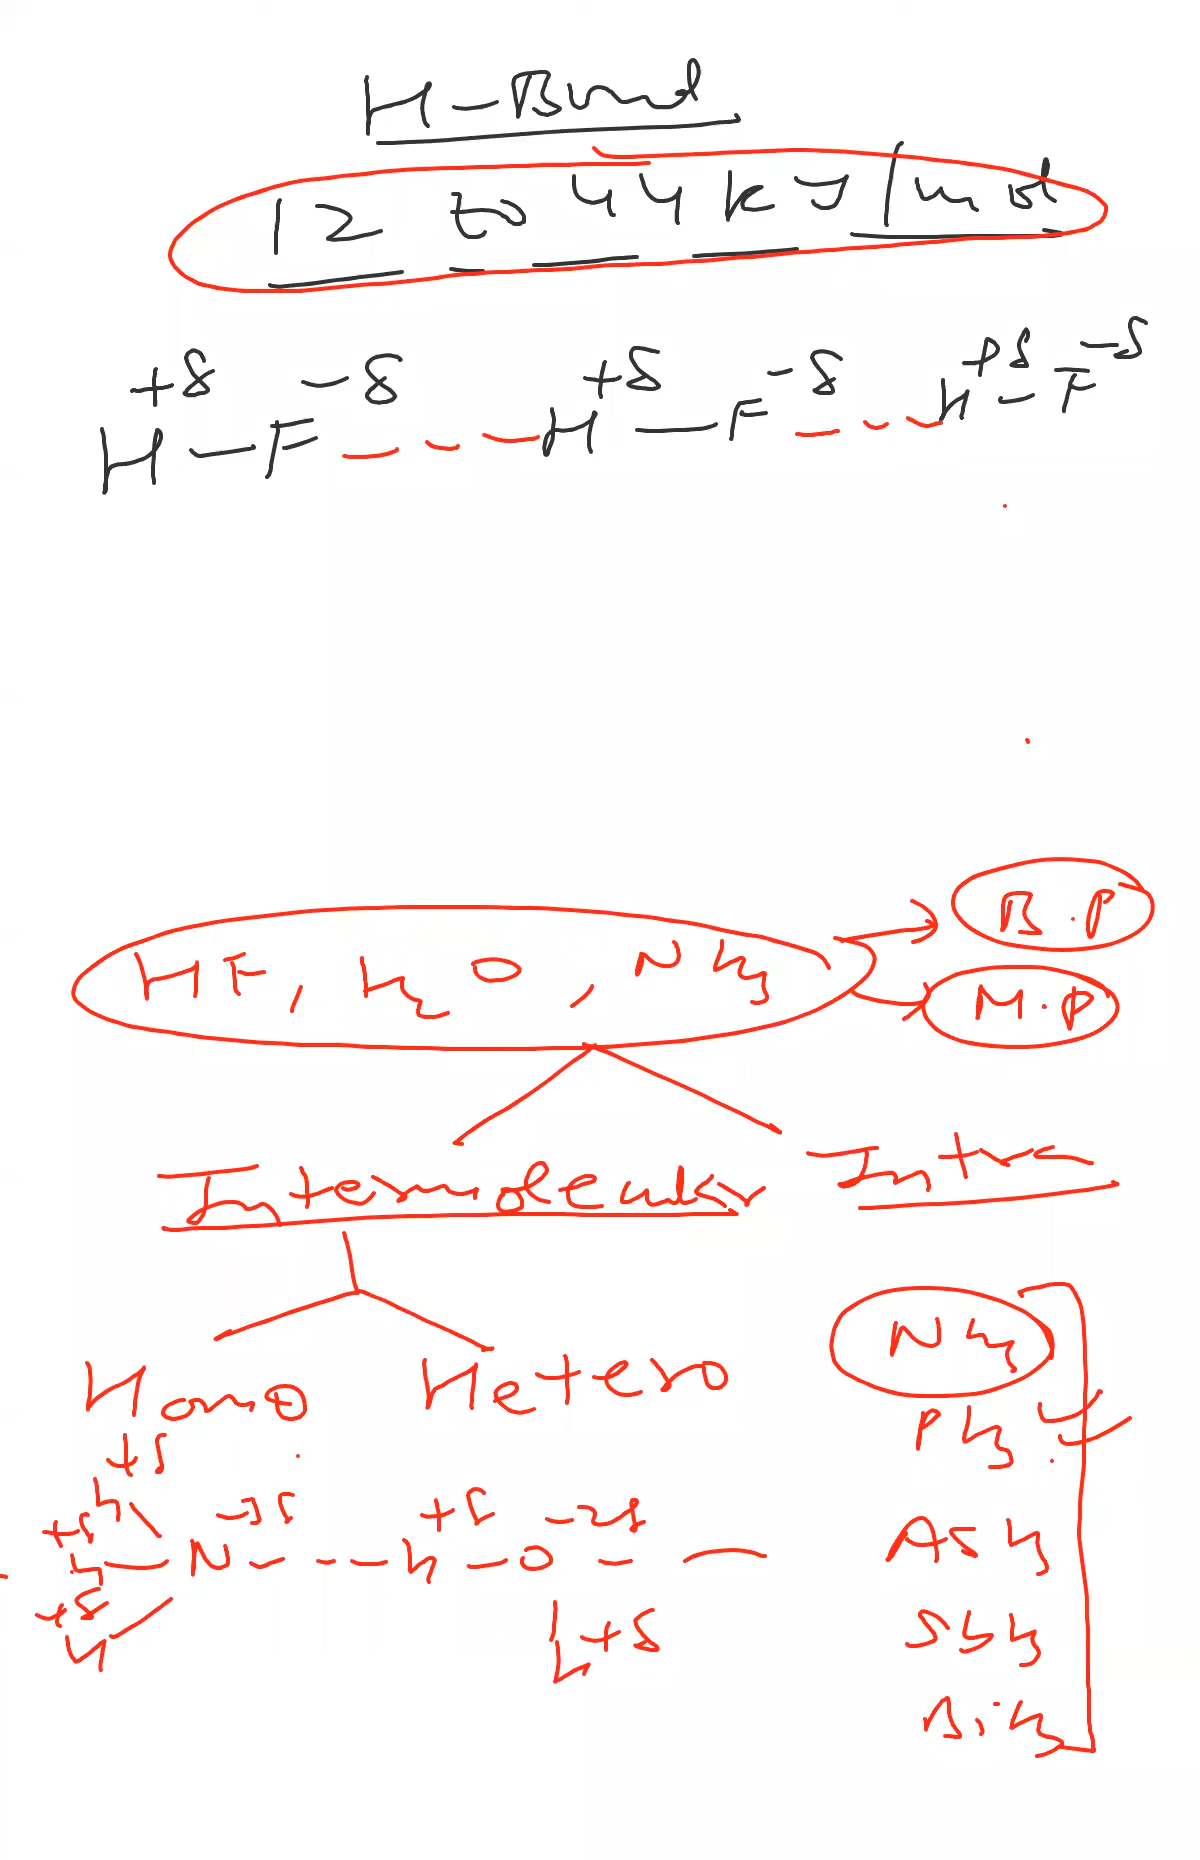 H-Bond
12 to 44 kJ/mol
+δ -δ +δ -δ +δ -δ
H-F --- H-F --- H-F
B.P
HF, H2O, NH3
M.P
Intermolecular Intra
Homo Hetero
NH3
PH3
AsH3
SbH3
BiH3
+δ
H
+δ -3δ +δ -2δ
H-N --- H-O ---
+δ
H
H +δ